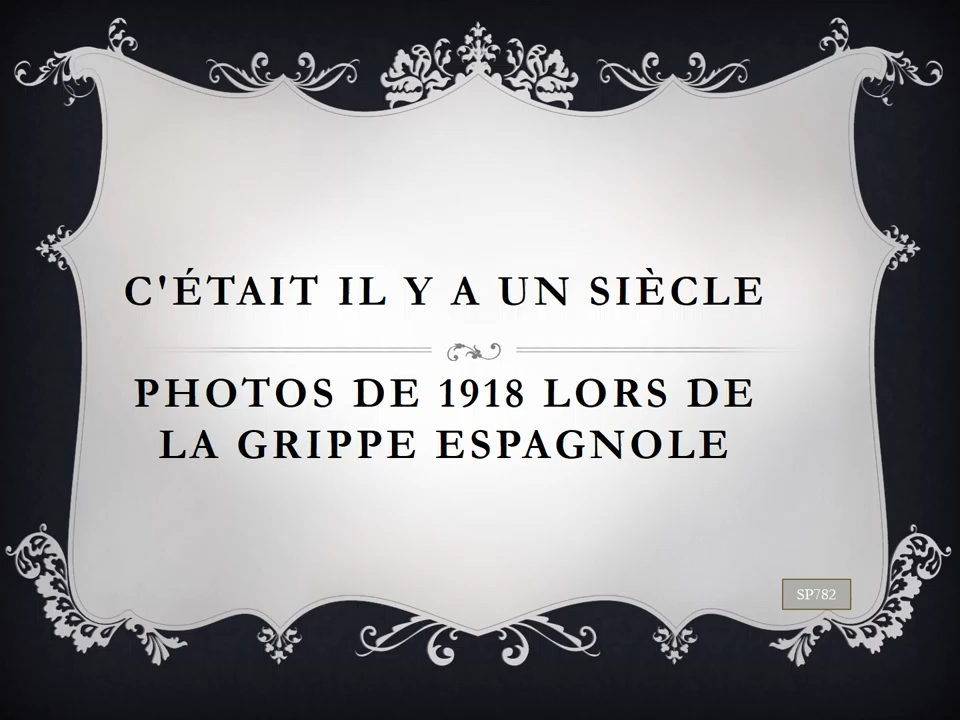 C'ÉTAIT IL Y A UN SIÈCLE
PHOTOS DE 1918 LORS DE
LA GRIPPE ESPAGNOLE
SP782